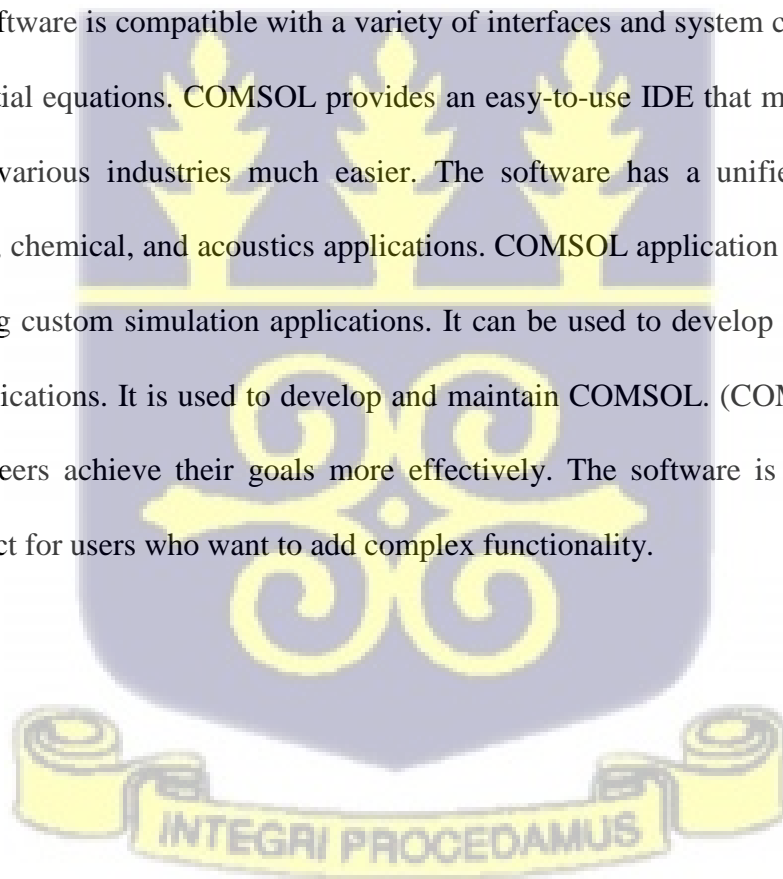 ftware is compatible with a variety of interfaces and system c
tial equations. COMSOL provides an easy-to-use IDE that m
various industries much easier. The software has a unifie
, chemical, and acoustics applications. COMSOL application
g custom simulation applications. It can be used to develop
ications. It is used to develop and maintain COMSOL. (COM
eers achieve their goals more effectively. The software is
ct for users who want to add complex functionality.
INTEGRI PROCEDAMUS